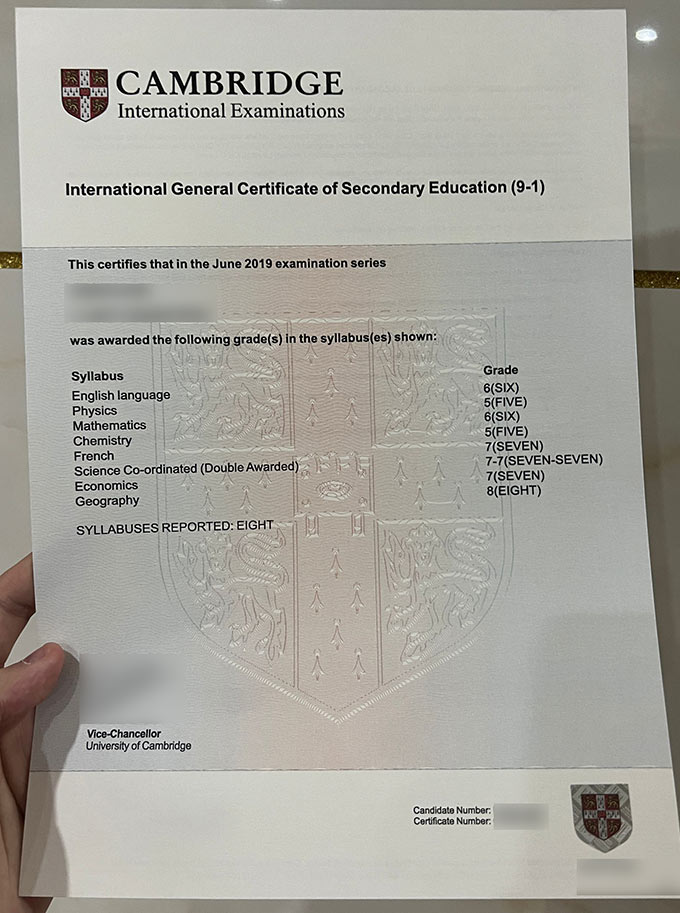 CAMBRIDGE
International Examinations
International General Certificate of Secondary Education (9-1)
This certifies that in the June 2019 examination series
was awarded the following grade(s) in the syllabus(es) shown:
Syllabus Grade
English language 6(SIX)
Physics 5(FIVE)
Mathematics 6(SIX)
Chemistry 5(FIVE)
French 7(SEVEN)
Science Co-ordinated (Double Awarded) 7-7(SEVEN-SEVEN)
Economics 7(SEVEN)
Geography 8(EIGHT)
SYLLABUSES REPORTED: EIGHT
Vice-Chancellor
University of Cambridge
Candidate Number:
Certificate Number: